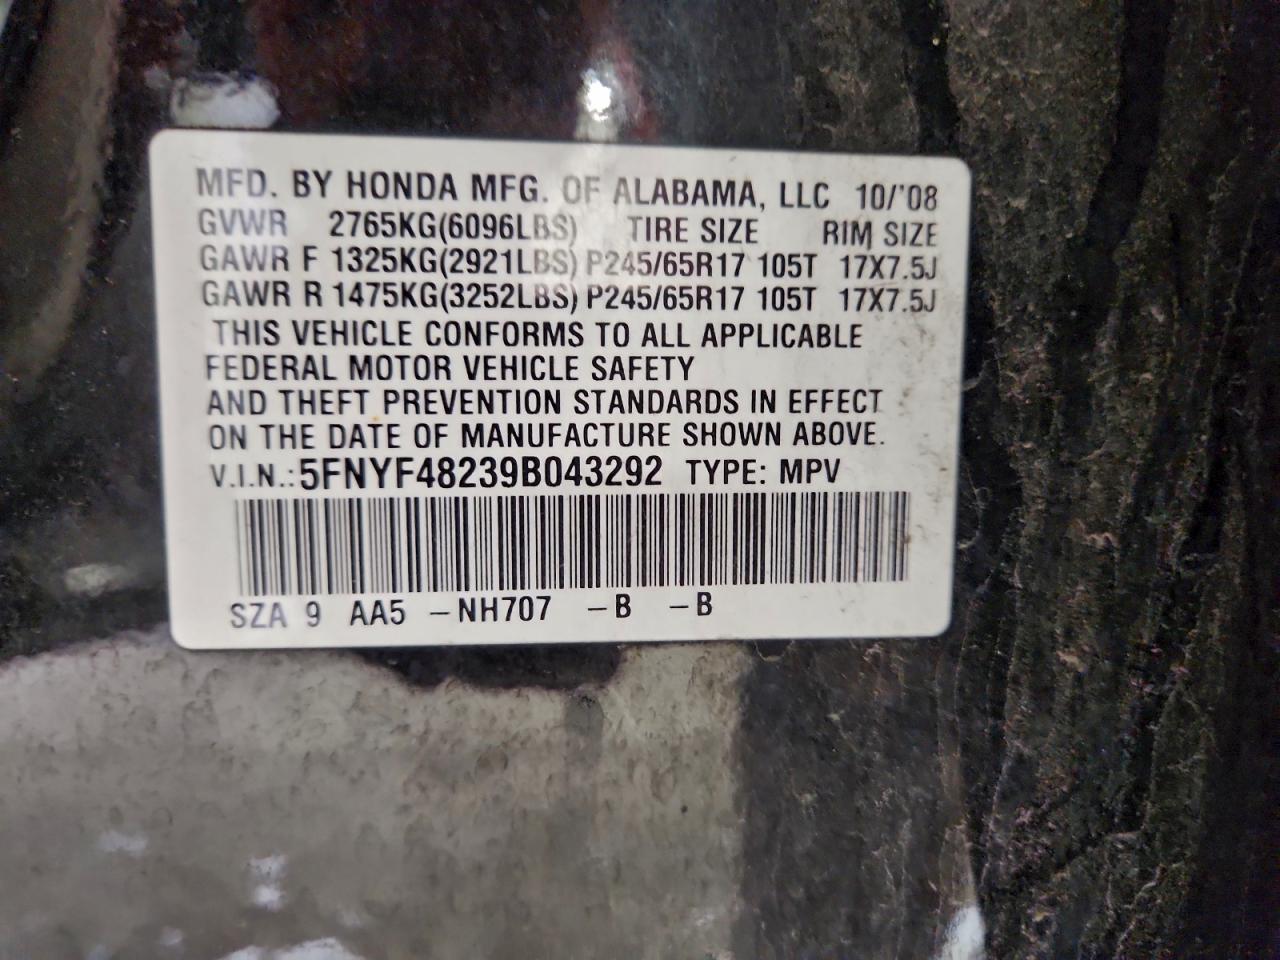 MFD. BY HONDA MFG. OF ALABAMA, LLC 10/'08
GVWR 2765KG(6096LBS) TIRE SIZE RIM SIZE
GAWR F 1325KG(2921LBS) P245/65R17 105T 17X7.5J
GAWR R 1475KG(3252LBS) P245/65R17 105T 17X7.5J
THIS VEHICLE CONFORMS TO ALL APPLICABLE
FEDERAL MOTOR VEHICLE SAFETY
AND THEFT PREVENTION STANDARDS IN EFFECT
ON THE DATE OF MANUFACTURE SHOWN ABOVE.
V.I.N.:5FNYF48239B043292 TYPE: MPV
SZA 9 AA5 -NH707 -B -B